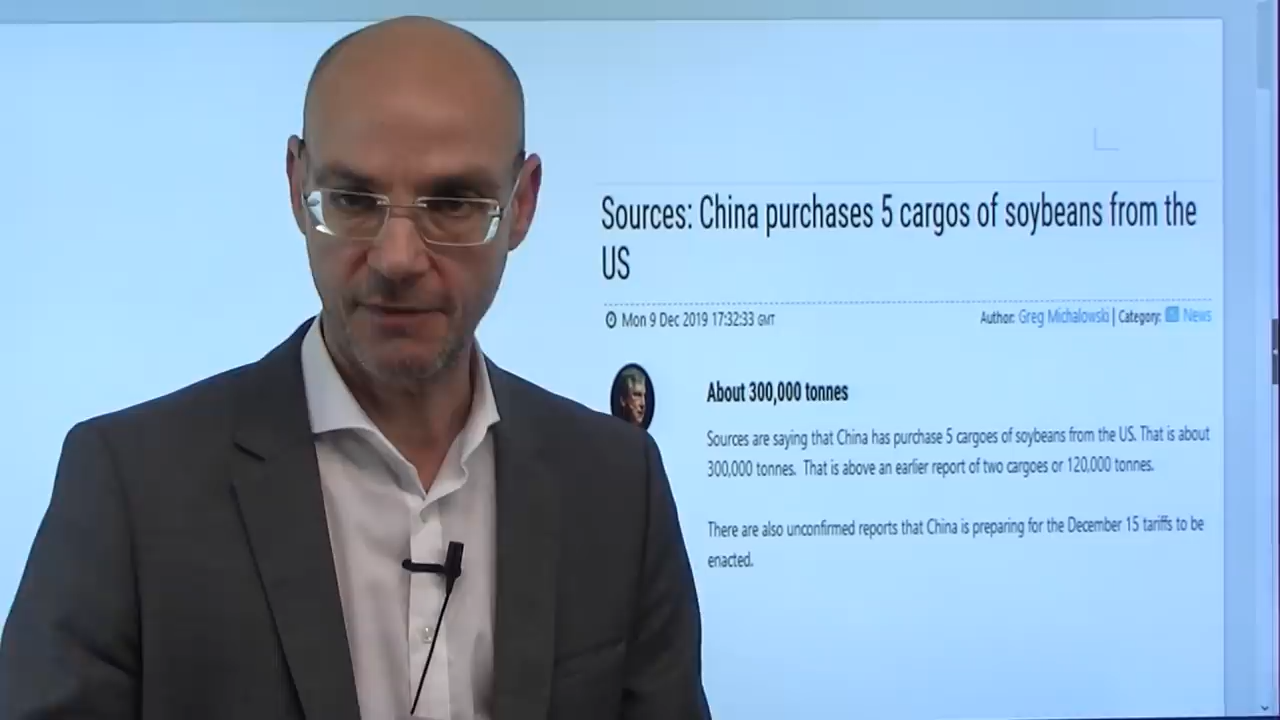 Sources: China purchases 5 cargos of soybeans from the
US
Mon 9 Dec 2019 17:32:33 GMT
Author: Greg Michalowski | Category: News
About 300,000 tonnes
Sources are saying that China has purchase 5 cargoes of soybeans from the US. That is about
300,000 tonnes. That is above an earlier report of two cargoes or 120,000 tonnes.
There are also unconfirmed reports that China is preparing for the December 15 tariffs to be
enacted.